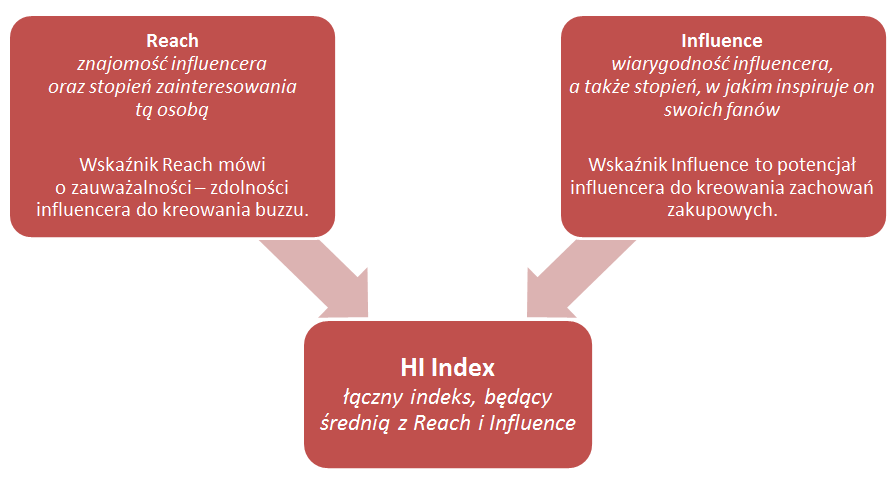 Reach
znajomość influencera
oraz stopień zainteresowania
tą osobą
Wskaźnik Reach mówi
o zauważalności – zdolności
influencera do kreowania buzzu.
Influence
wiarygodność influencera,
a także stopień, w jakim inspiruje on
swoich fanów
Wskaźnik Influence to potencjał
influencera do kreowania zachowań
zakupowych.
HI Index
łączny indeks, będący
średnią z Reach i Influence